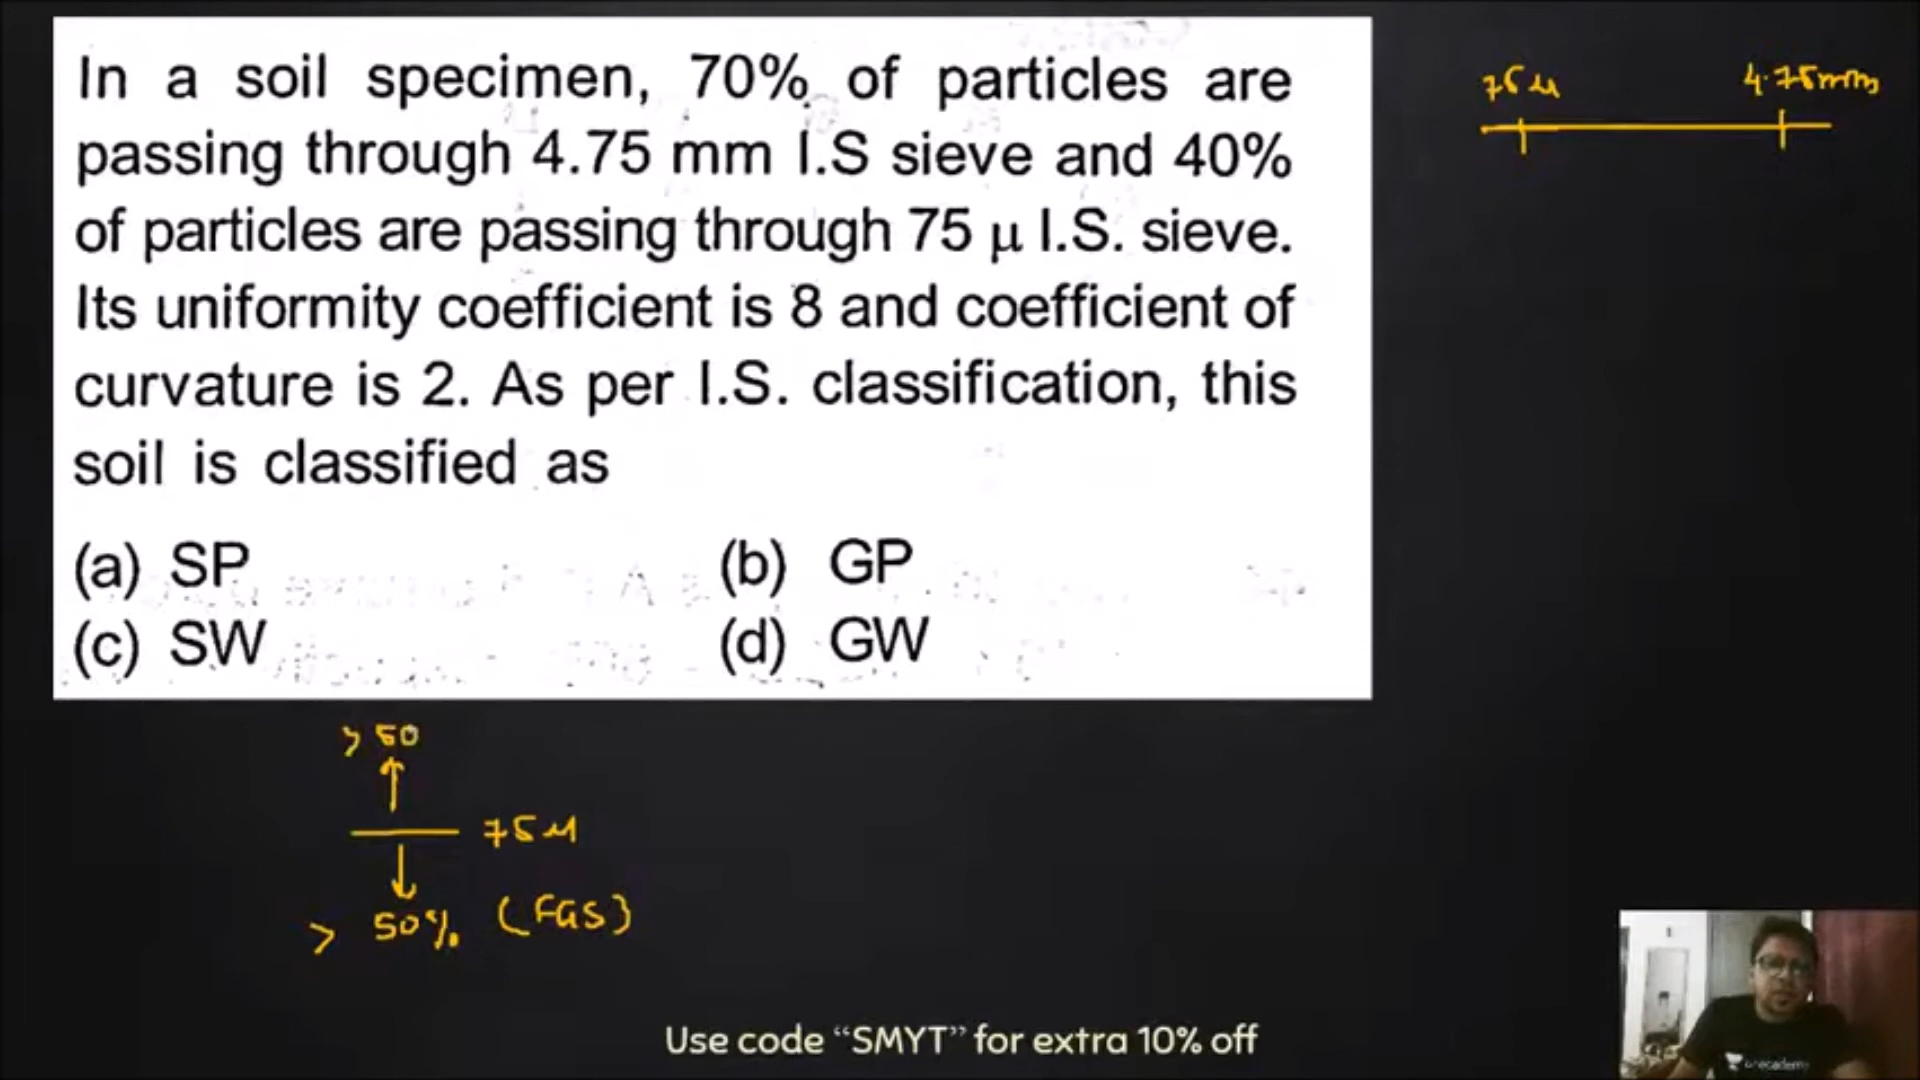 In a soil specimen, 70% of particles are
passing through 4.75 mm I.S sieve and 40%
of particles are passing through 75 μ I.S. sieve.
Its uniformity coefficient is 8 and coefficient of
curvature is 2. As per I.S. classification, this
soil is classified as
(a) SP (b) GP
(c) SW (d) GW
75μ 4.75mm
> 50
75μ
> 50% (FGS)
Use code “SMYT” for extra 10% off
unacademy